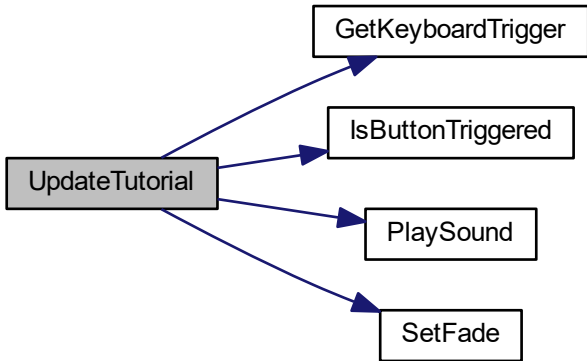 GetKeyboardTrigger
IsButtonTriggered
UpdateTutorial
PlaySound
SetFade